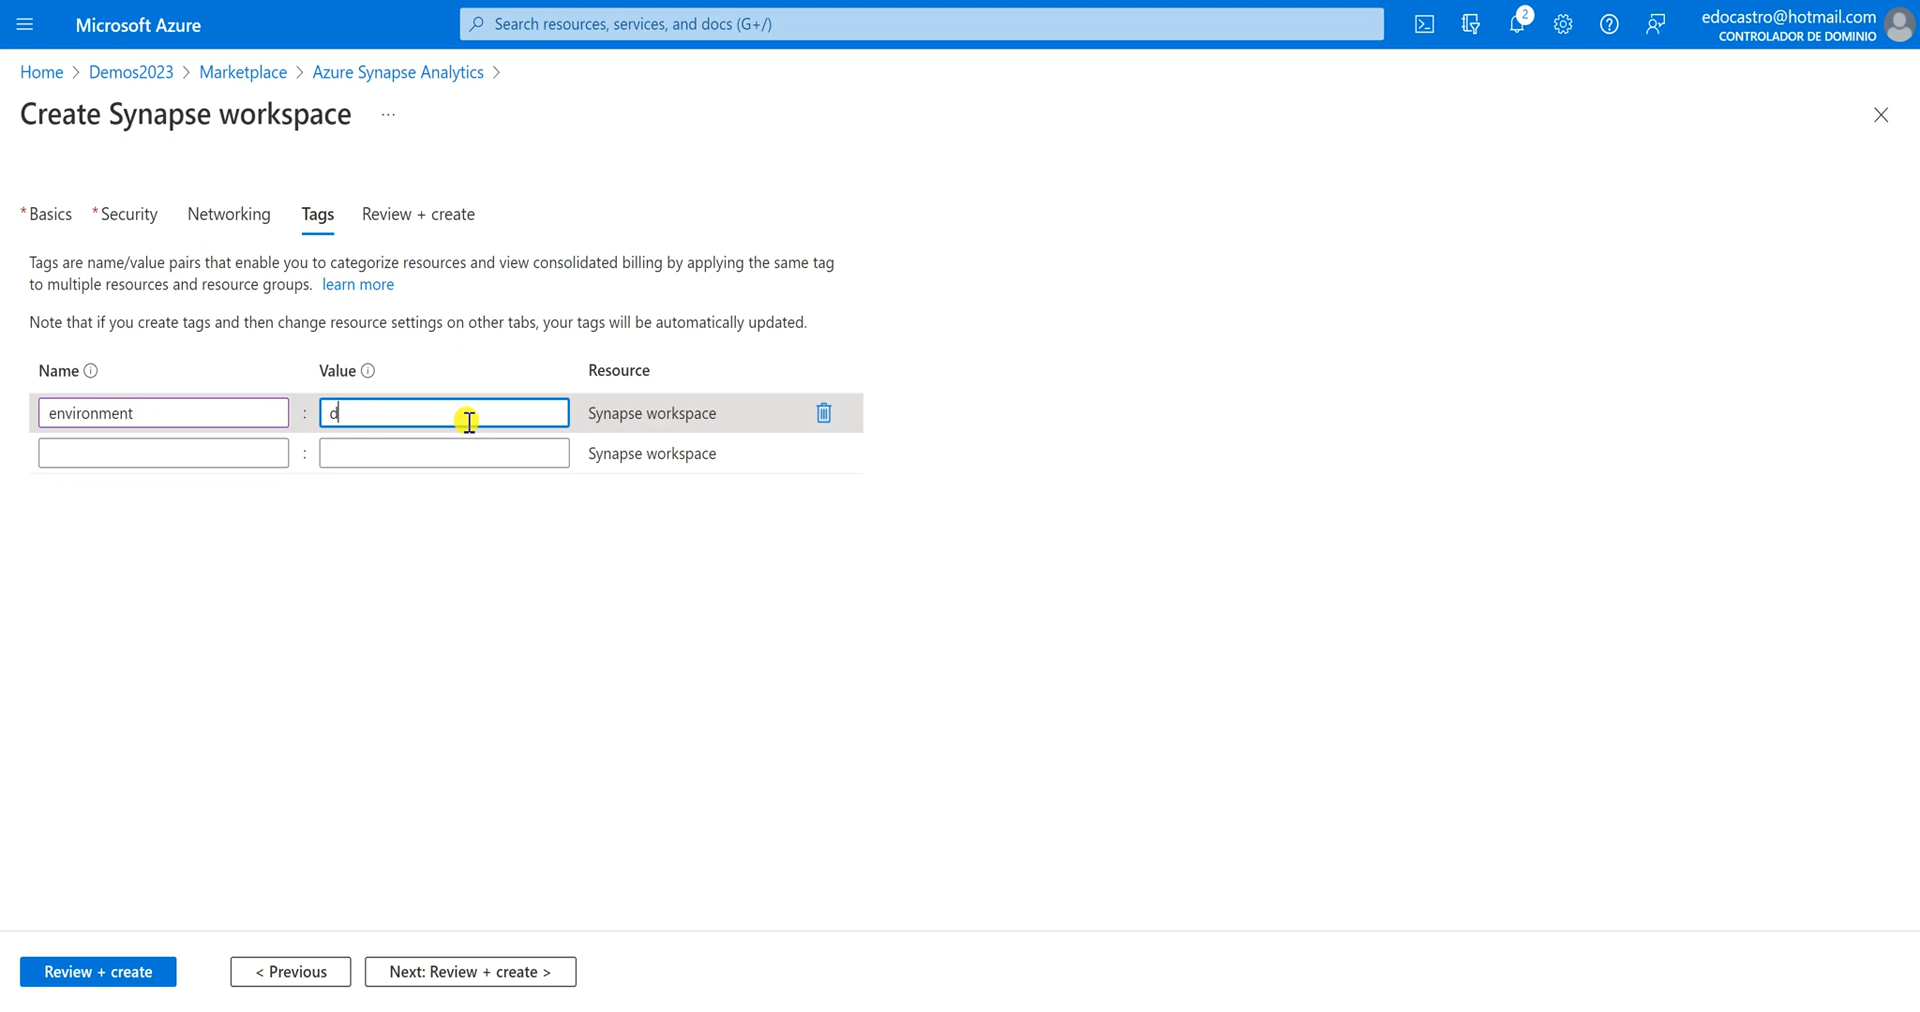 Microsoft Azure
Search resources, services, and docs (G+/)
2
edocastro@hotmail.com
CONTROLADOR DE DOMINIO
Home > Demos2023 > Marketplace > Azure Synapse Analytics >
Create Synapse workspace ...
* Basics * Security Networking Tags Review + create
Tags are name/value pairs that enable you to categorize resources and view consolidated billing by applying the same tag
to multiple resources and resource groups. learn more
Note that if you create tags and then change resource settings on other tabs, your tags will be automatically updated.
Name Value Resource
environment : d Synapse workspace
: Synapse workspace
Review + create < Previous Next: Review + create >